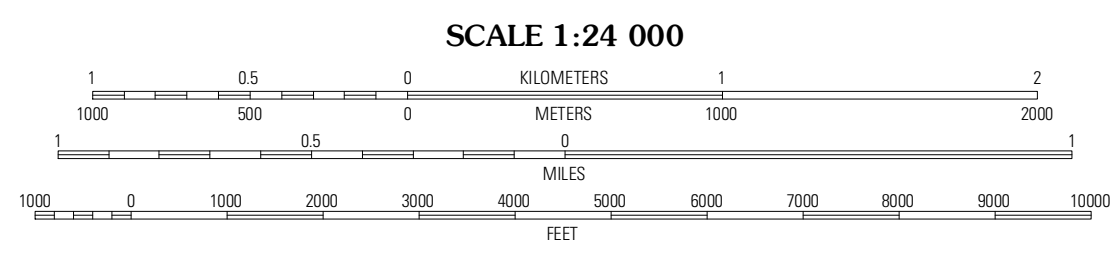 SCALE 1:24 000
1 0.5 0 KILOMETERS 1 2
1000 500 0 METERS 1000 2000
1 0.5 0 1
MILES
1000 0 1000 2000 3000 4000 5000 6000 7000 8000 9000 10000
FEET